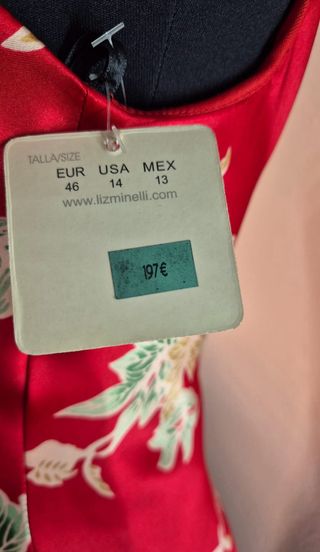 TALLA/SIZE
EUR USA MEX
46 14 13
www.lizminelli.com
197€